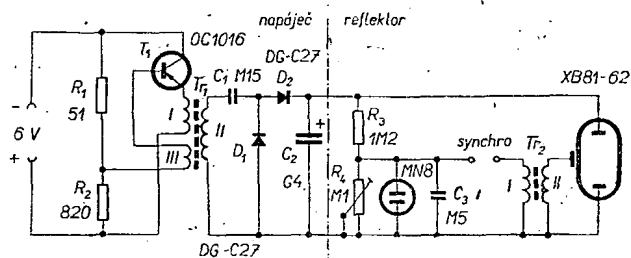 napáječ
reflektor
OC1016
T₁
Tr₁
C₁ M15
D₂
DG-C27
XB81-62
R₁
51
I
II
III
6 V
R₂
820
D₁
C₂
G4
DG-C27
R₃
1M2
R₄
M1
MN8
C₃
M5
synchro
Tr₂
I
II